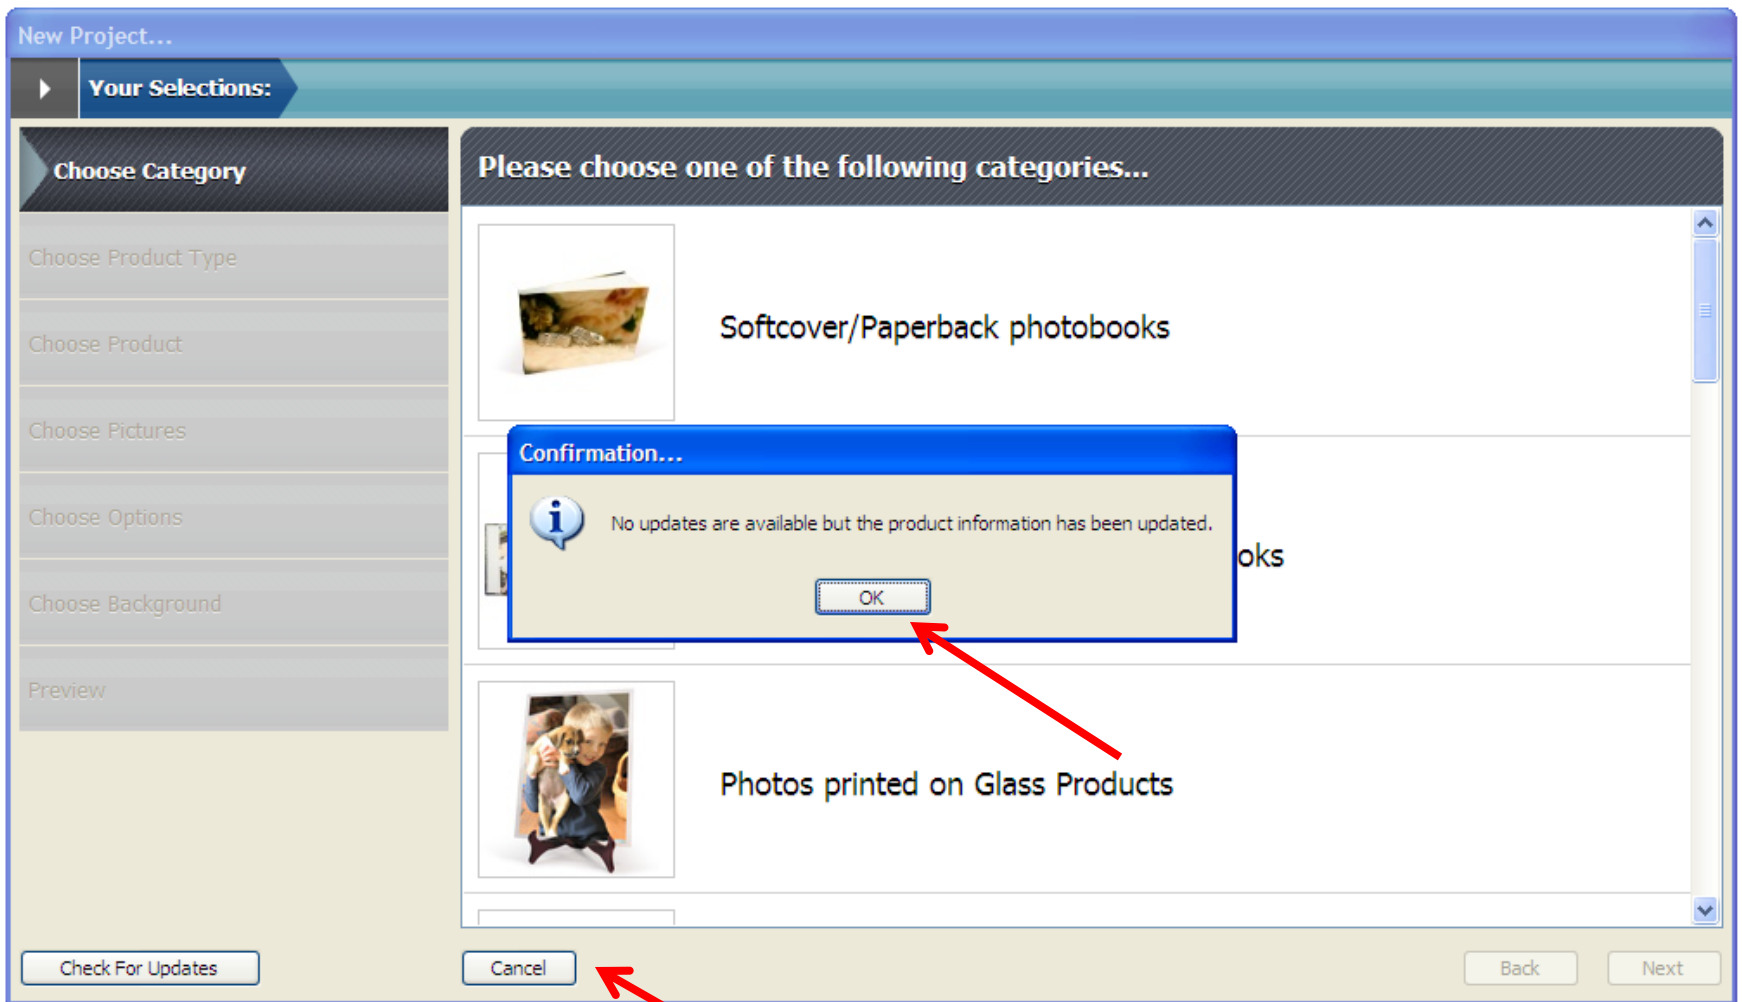 New Project...
Your Selections:
Choose Category
Choose Product Type
Choose Product
Choose Pictures
Choose Options
Choose Background
Preview
Please choose one of the following categories...
Softcover/Paperback photobooks
Confirmation...
No updates are available but the product information has been updated.
OK
oks
Photos printed on Glass Products
Check For Updates
Cancel
Back
Next